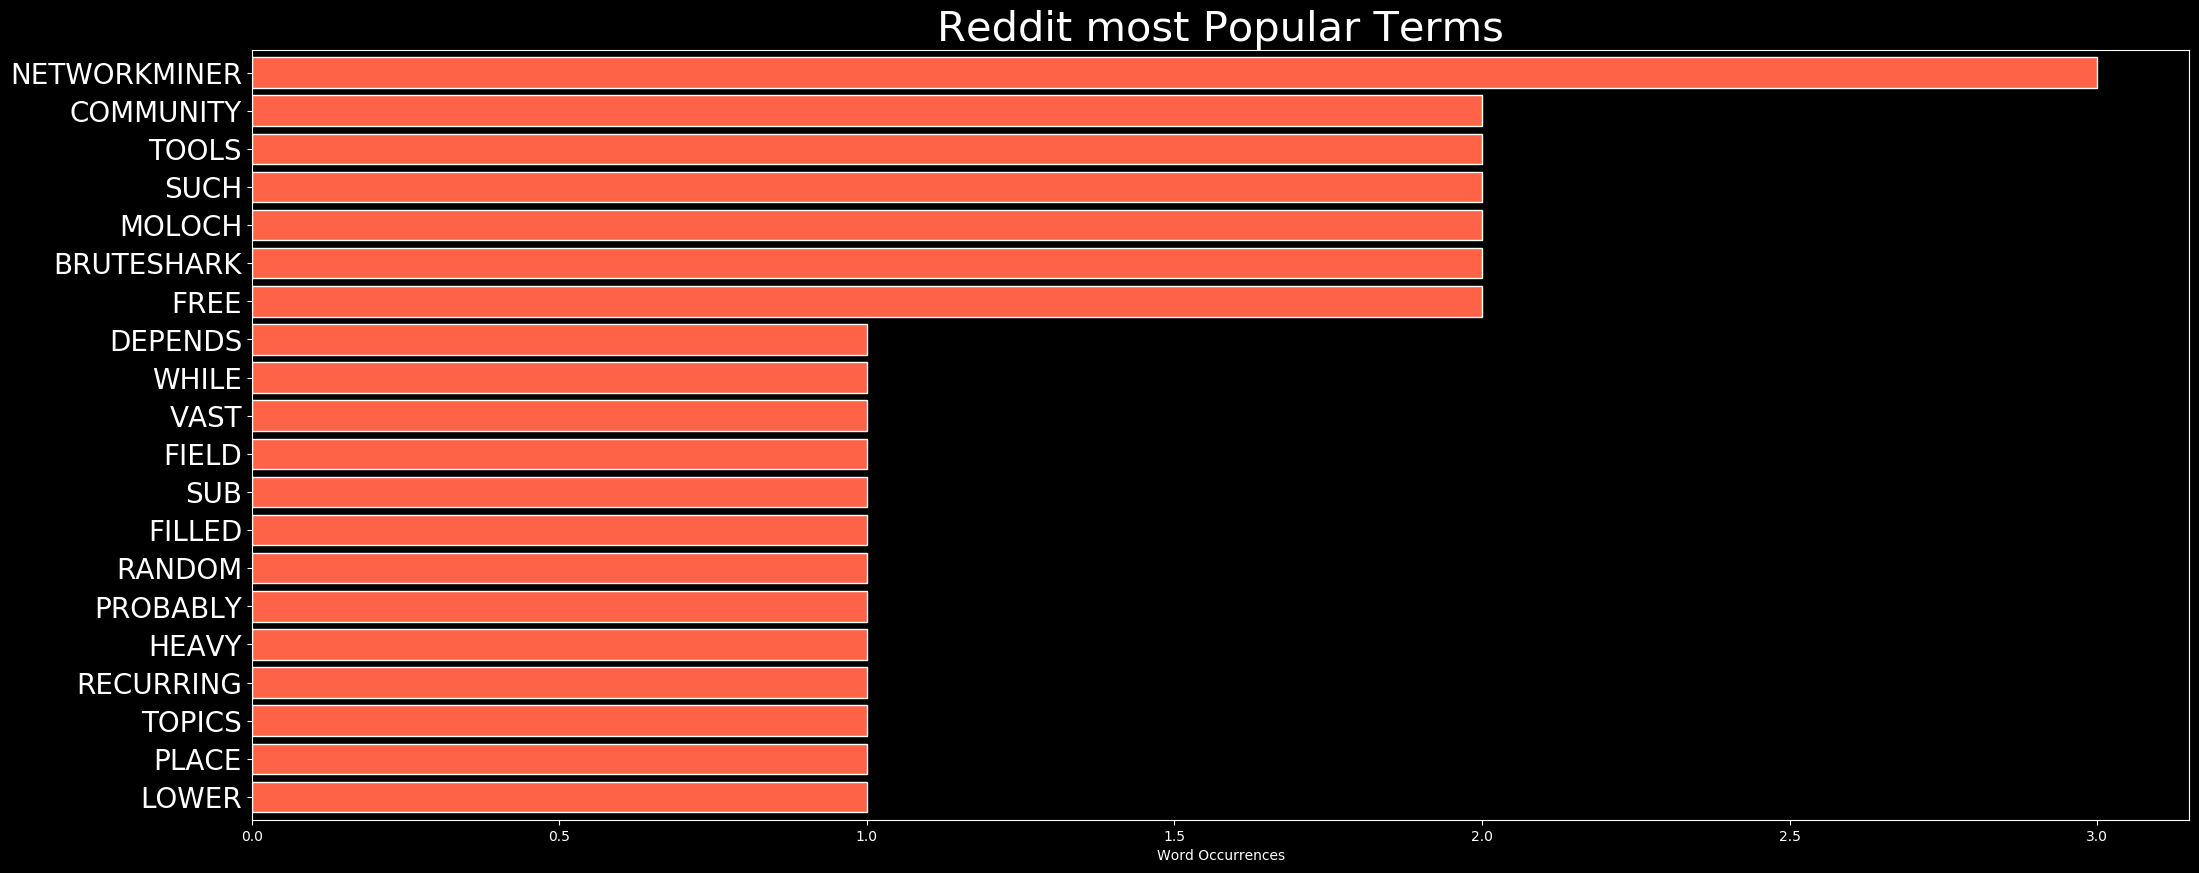 Reddit most Popular Terms
NETWORKMINER
COMMUNITY
TOOLS
SUCH
MOLOCH
BRUTESHARK
FREE
DEPENDS
WHILE
VAST
FIELD
SUB
FILLED
RANDOM
PROBABLY
HEAVY
RECURRING
TOPICS
PLACE
LOWER
0.0 0.5 1.0 1.5 2.0 2.5 3.0
Word Occurrences